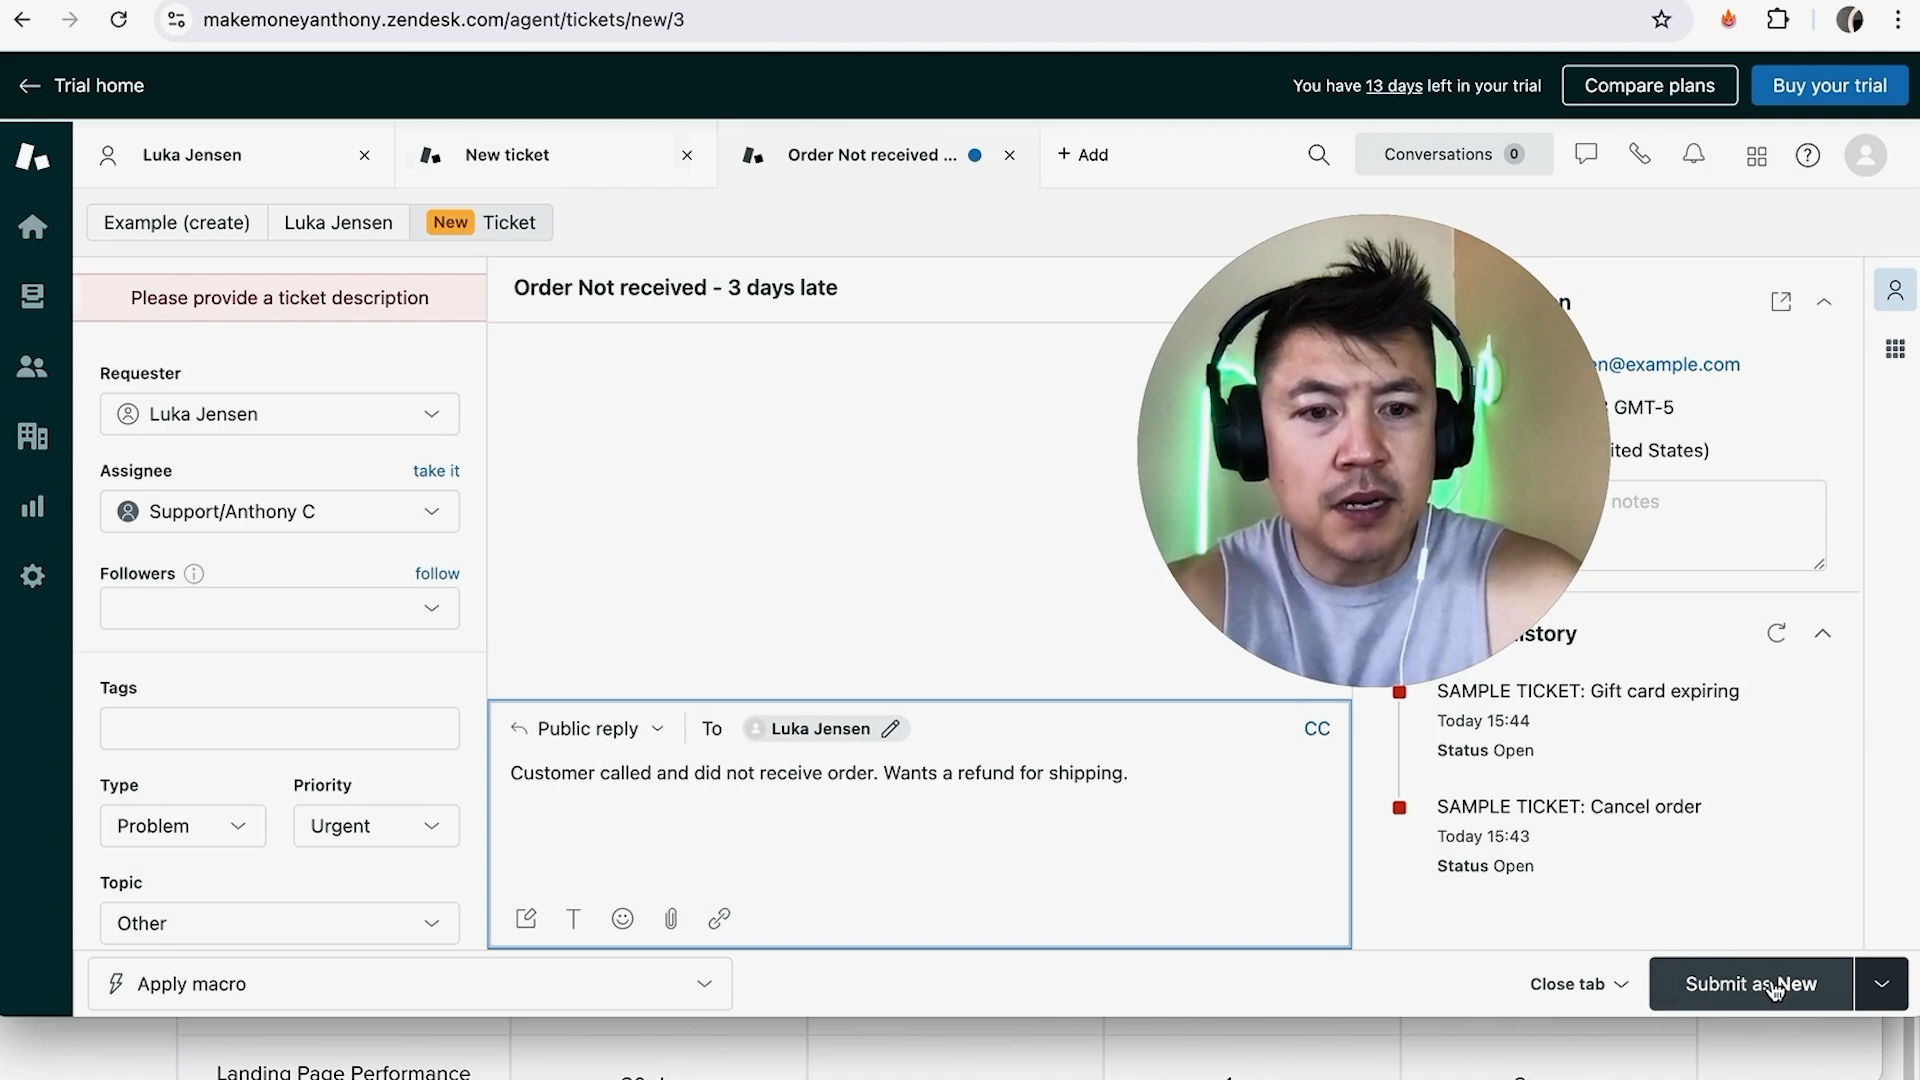 makemoneyanthony.zendesk.com/agent/tickets/new/3
Trial home
You have 13 days left in your trial
Compare plans
Buy your trial
Luka Jensen
New ticket
Order Not received ...
+ Add
Conversations 0
Example (create)
Luka Jensen
New Ticket
Please provide a ticket description
Order Not received - 3 days late
Requester
Luka Jensen
Assignee
take it
Support/Anthony C
Followers
follow
Tags
Type
Priority
Problem
Urgent
Topic
Other
Public reply
To
Luka Jensen
CC
Customer called and did not receive order. Wants a refund for shipping.
n@example.com
GMT-5
ited States)
notes
istory
SAMPLE TICKET: Gift card expiring
Today 15:44
Status Open
SAMPLE TICKET: Cancel order
Today 15:43
Status Open
Apply macro
Close tab
Submit as New
Landing Page Performance